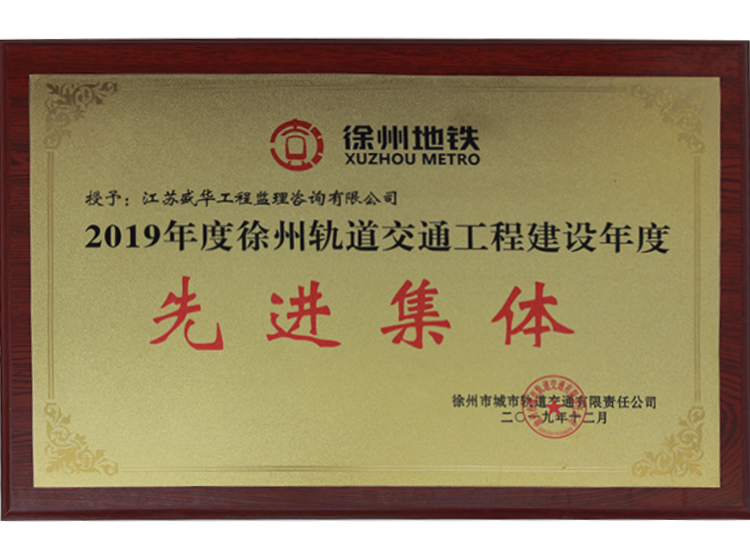 徐州地铁
XUZHOU METRO
授予：江苏盛华工程监理咨询有限公司
2019年度徐州轨道交通工程建设年度
先进集体
徐州市城市轨道交通有限责任公司
二〇一九年十二月